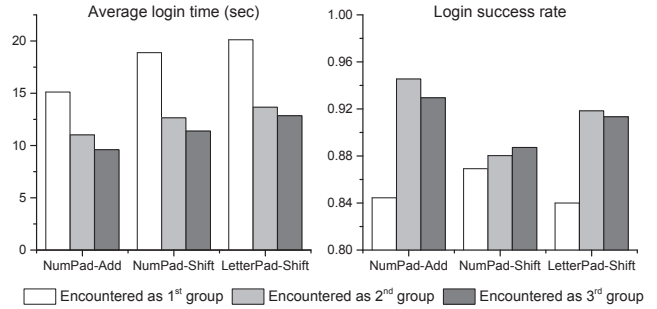 Average login time (sec)
20
15
10
5
0
NumPad-Add NumPad-Shift LetterPad-Shift
Login success rate
1.00
0.96
0.92
0.88
0.84
0.80
NumPad-Add NumPad-Shift LetterPad-Shift
Encountered as 1st group Encountered as 2nd group Encountered as 3rd group